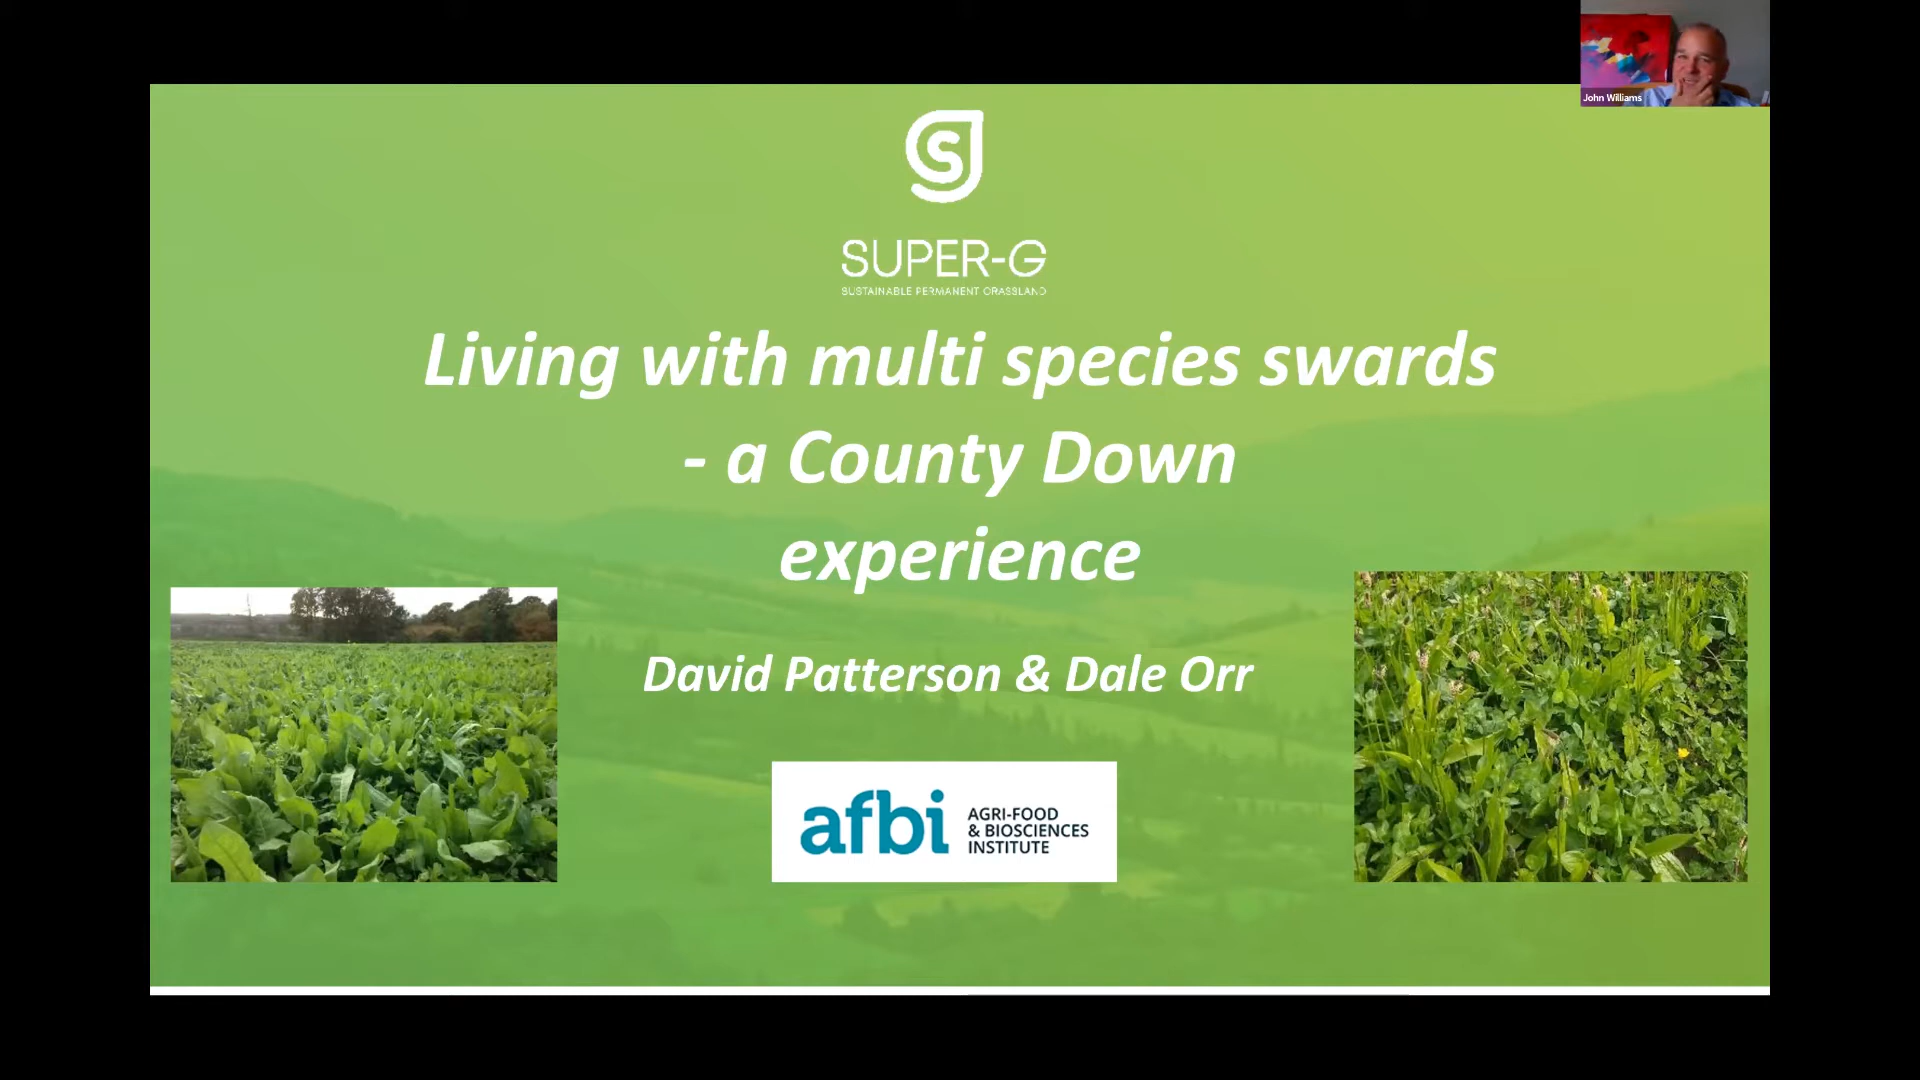 John Williams
S
SUPER-G
SUSTAINABLE PERMANENT GRASSLAND
Living with multi species swards
- a County Down
experience
David Patterson & Dale Orr
afbi
AGRI-FOOD
& BIOSCIENCES
INSTITUTE